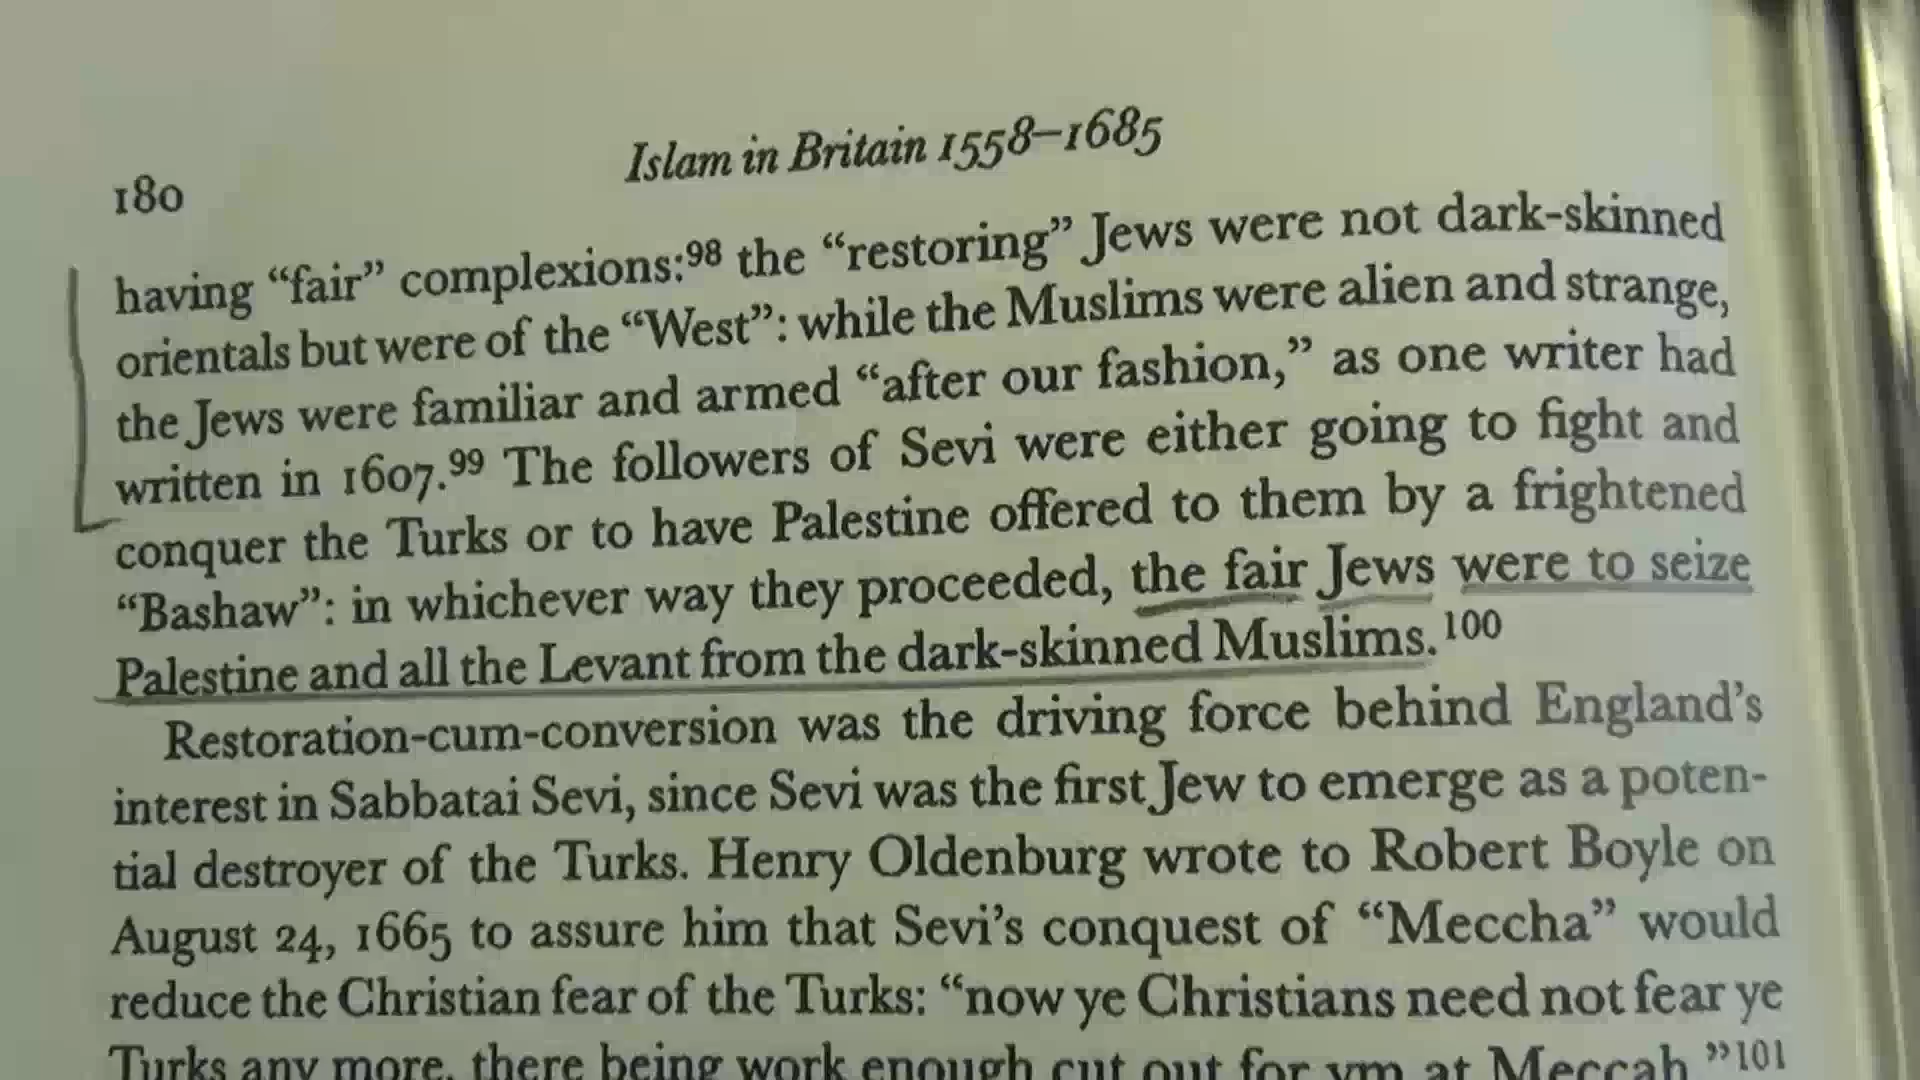 Islam in Britain 1558–1685
180
having “fair” complexions:98 the “restoring” Jews were not dark-skinned
orientals but were of the “West”: while the Muslims were alien and strange,
the Jews were familiar and armed “after our fashion,” as one writer had
written in 1607.99 The followers of Sevi were either going to fight and
conquer the Turks or to have Palestine offered to them by a frightened
“Bashaw”: in whichever way they proceeded, the fair Jews were to seize
Palestine and all the Levant from the dark-skinned Muslims.100
Restoration-cum-conversion was the driving force behind England’s
interest in Sabbatai Sevi, since Sevi was the first Jew to emerge as a poten-
tial destroyer of the Turks. Henry Oldenburg wrote to Robert Boyle on
August 24, 1665 to assure him that Sevi’s conquest of “Meccha” would
reduce the Christian fear of the Turks: “now ye Christians need not fear ye
Turks any more, there being work enough cut out for ym at Meccah.”101